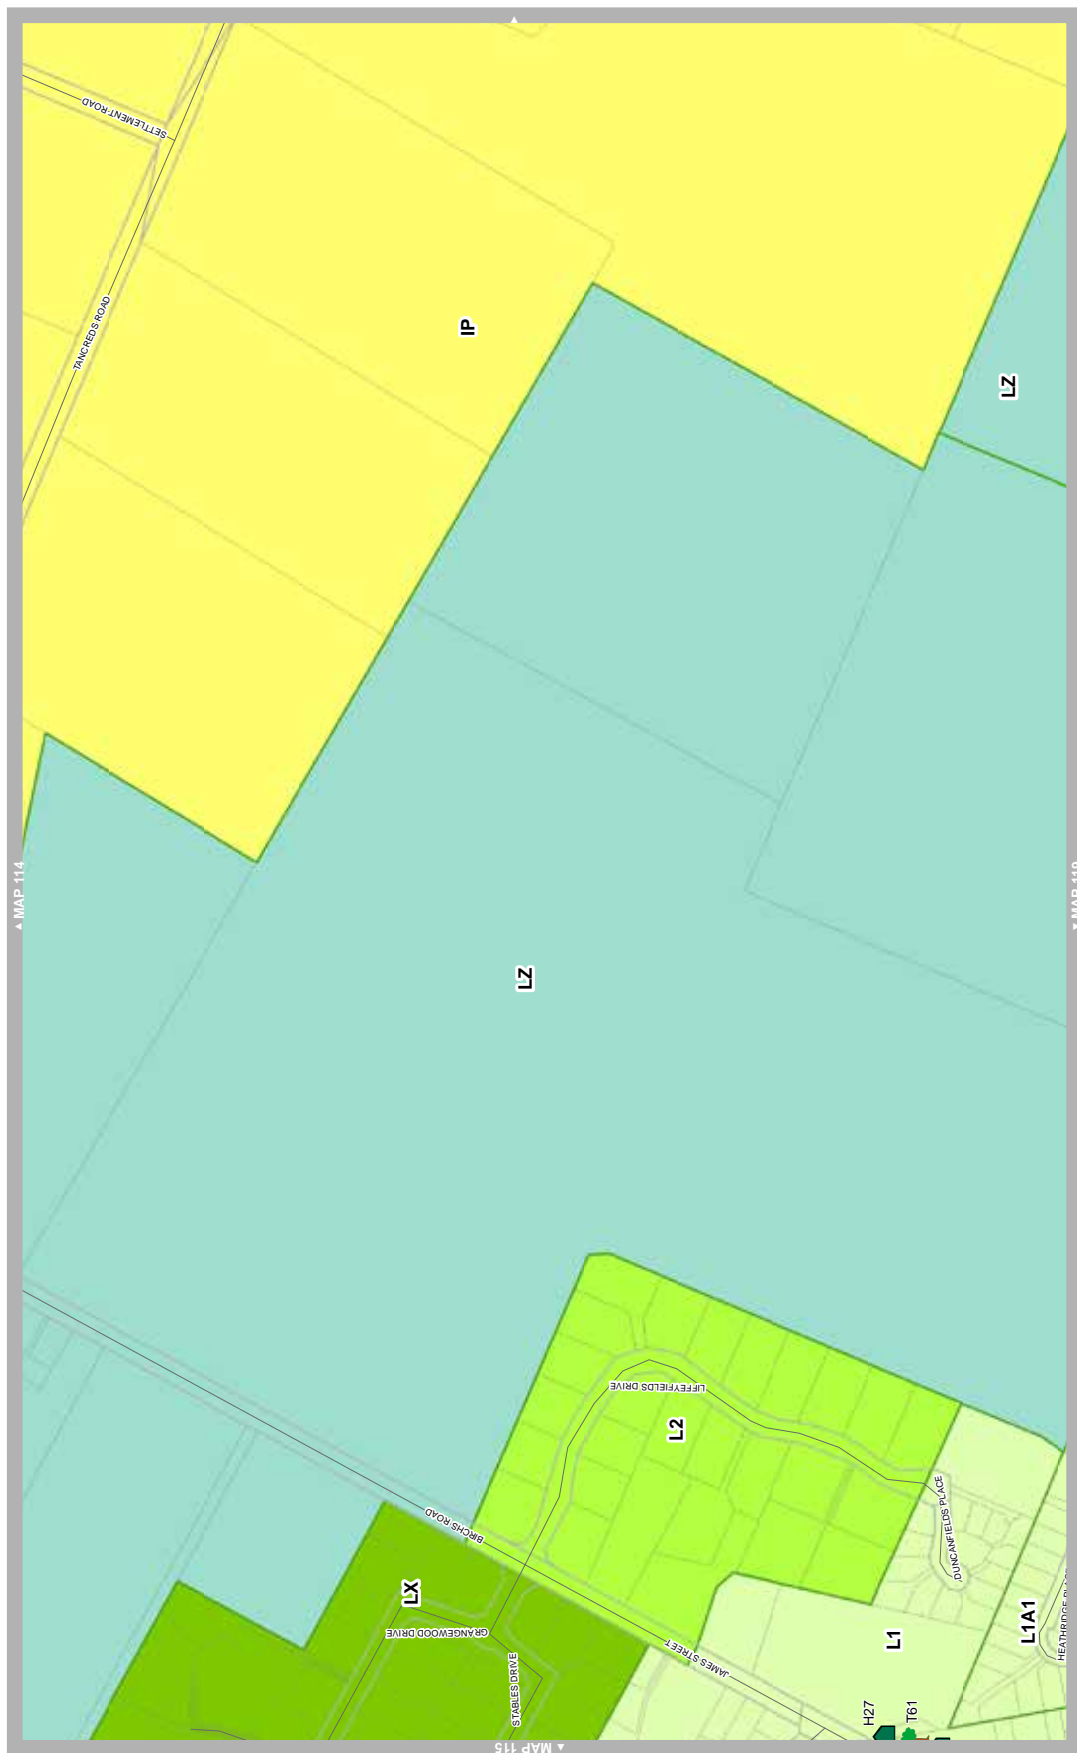 SETTLEMENT ROAD
TANCREDS ROAD
IP
LZ
MAP 114
LZ
LIFFEYFIELDS DRIVE
L2
BIRCHS ROAD
DUNCANFIELDS PLACE
LX
GRANGEWOOD DRIVE
L1A1
L1
HEATHRIDGE
JAMES STREET
STABLES DRIVE
H27
T61
MAP 115